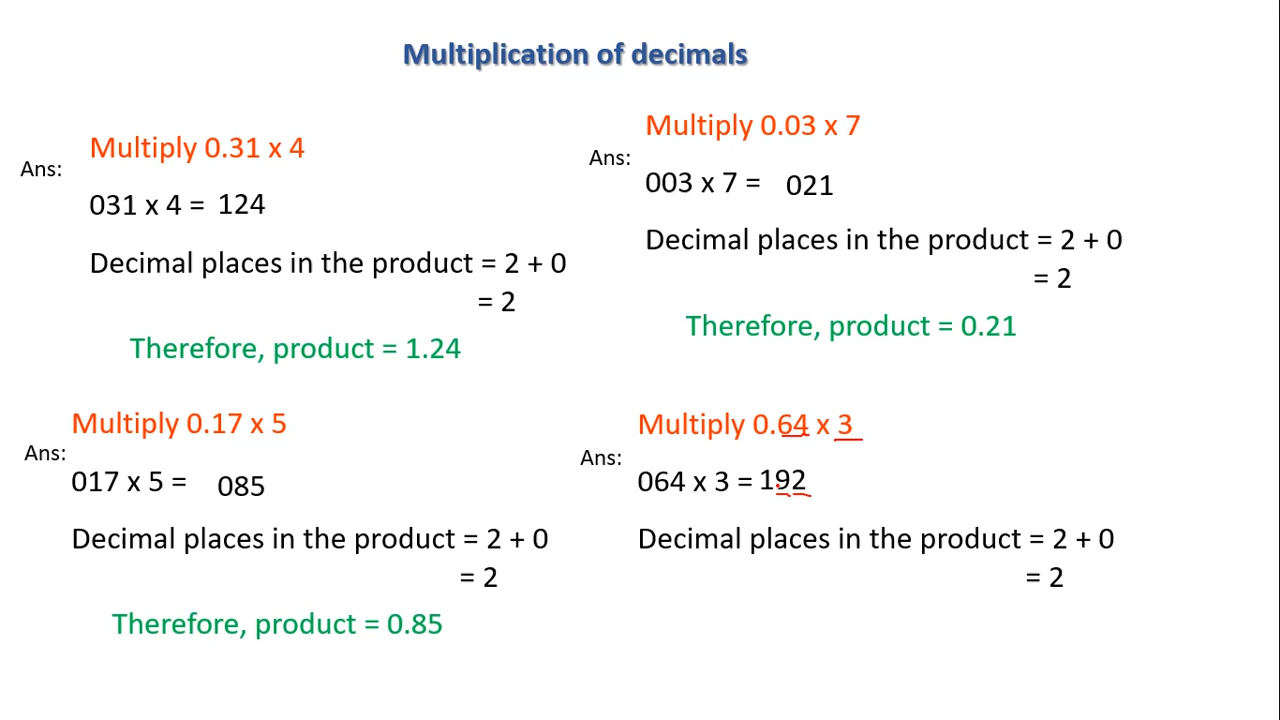 Multiplication of decimals
Multiply 0.31 x 4
Ans:
031 x 4 = 124
Decimal places in the product = 2 + 0
= 2
Therefore, product = 1.24
Multiply 0.03 x 7
Ans:
003 x 7 = 021
Decimal places in the product = 2 + 0
= 2
Therefore, product = 0.21
Multiply 0.17 x 5
Ans:
017 x 5 = 085
Decimal places in the product = 2 + 0
= 2
Therefore, product = 0.85
Multiply 0.64 x 3
Ans:
064 x 3 = 192
Decimal places in the product = 2 + 0
= 2